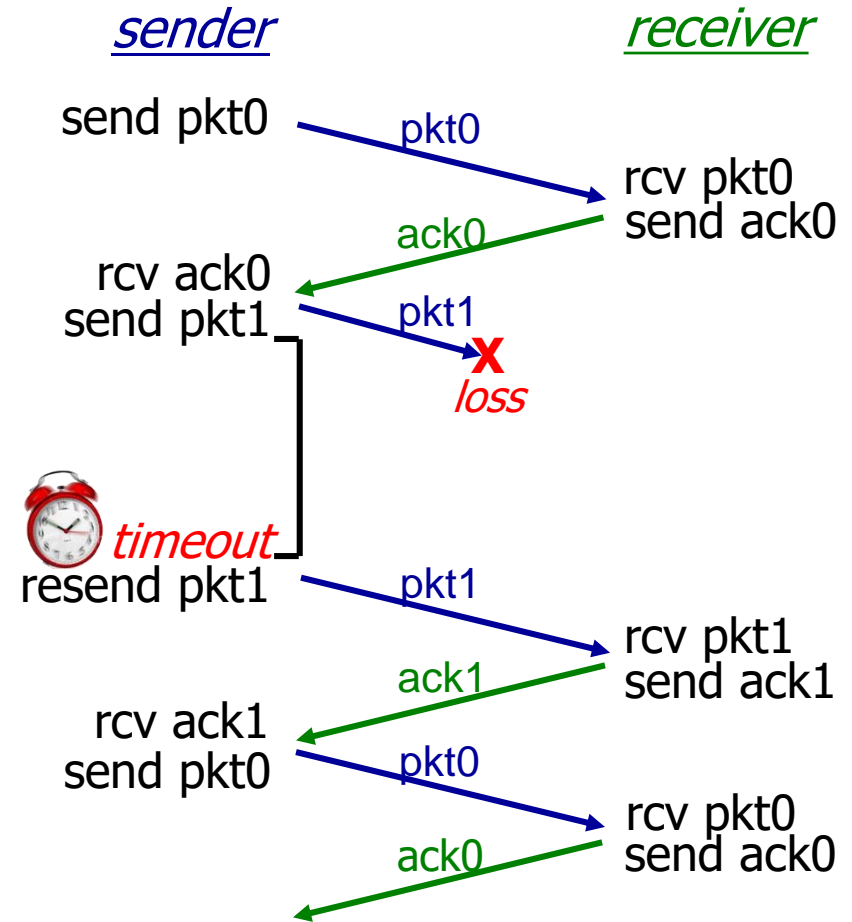 sender
receiver
send pkt0
pkt0
rcv pkt0
send ack0
ack0
rcv ack0
send pkt1
pkt1
X
loss
timeout
resend pkt1
pkt1
rcv pkt1
send ack1
ack1
rcv ack1
send pkt0
pkt0
rcv pkt0
send ack0
ack0